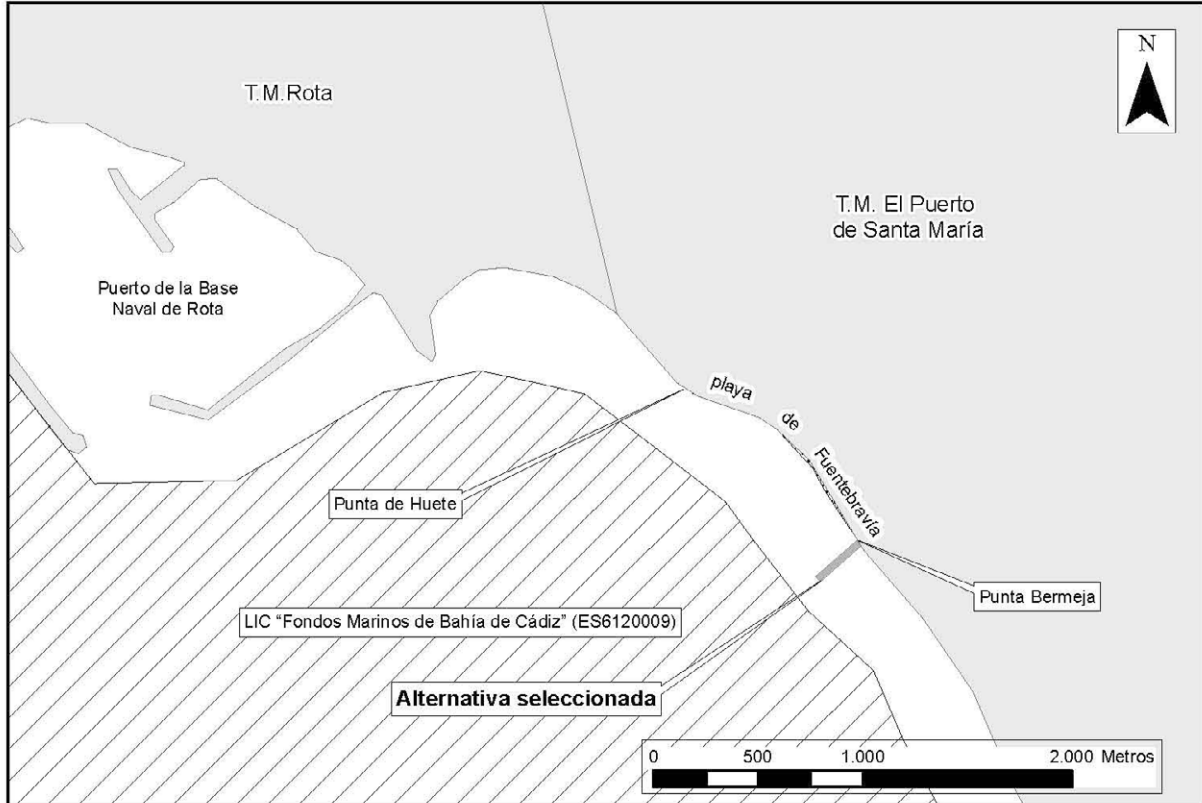 N
T.M.Rota
T.M. El Puerto
de Santa María
Puerto de la Base
Naval de Rota
playa
de
Fuentebravía
Punta de Huete
Punta Bermeja
LIC “Fondos Marinos de Bahía de Cádiz” (ES6120009)
Alternativa seleccionada
0 500 1.000 2.000 Metros